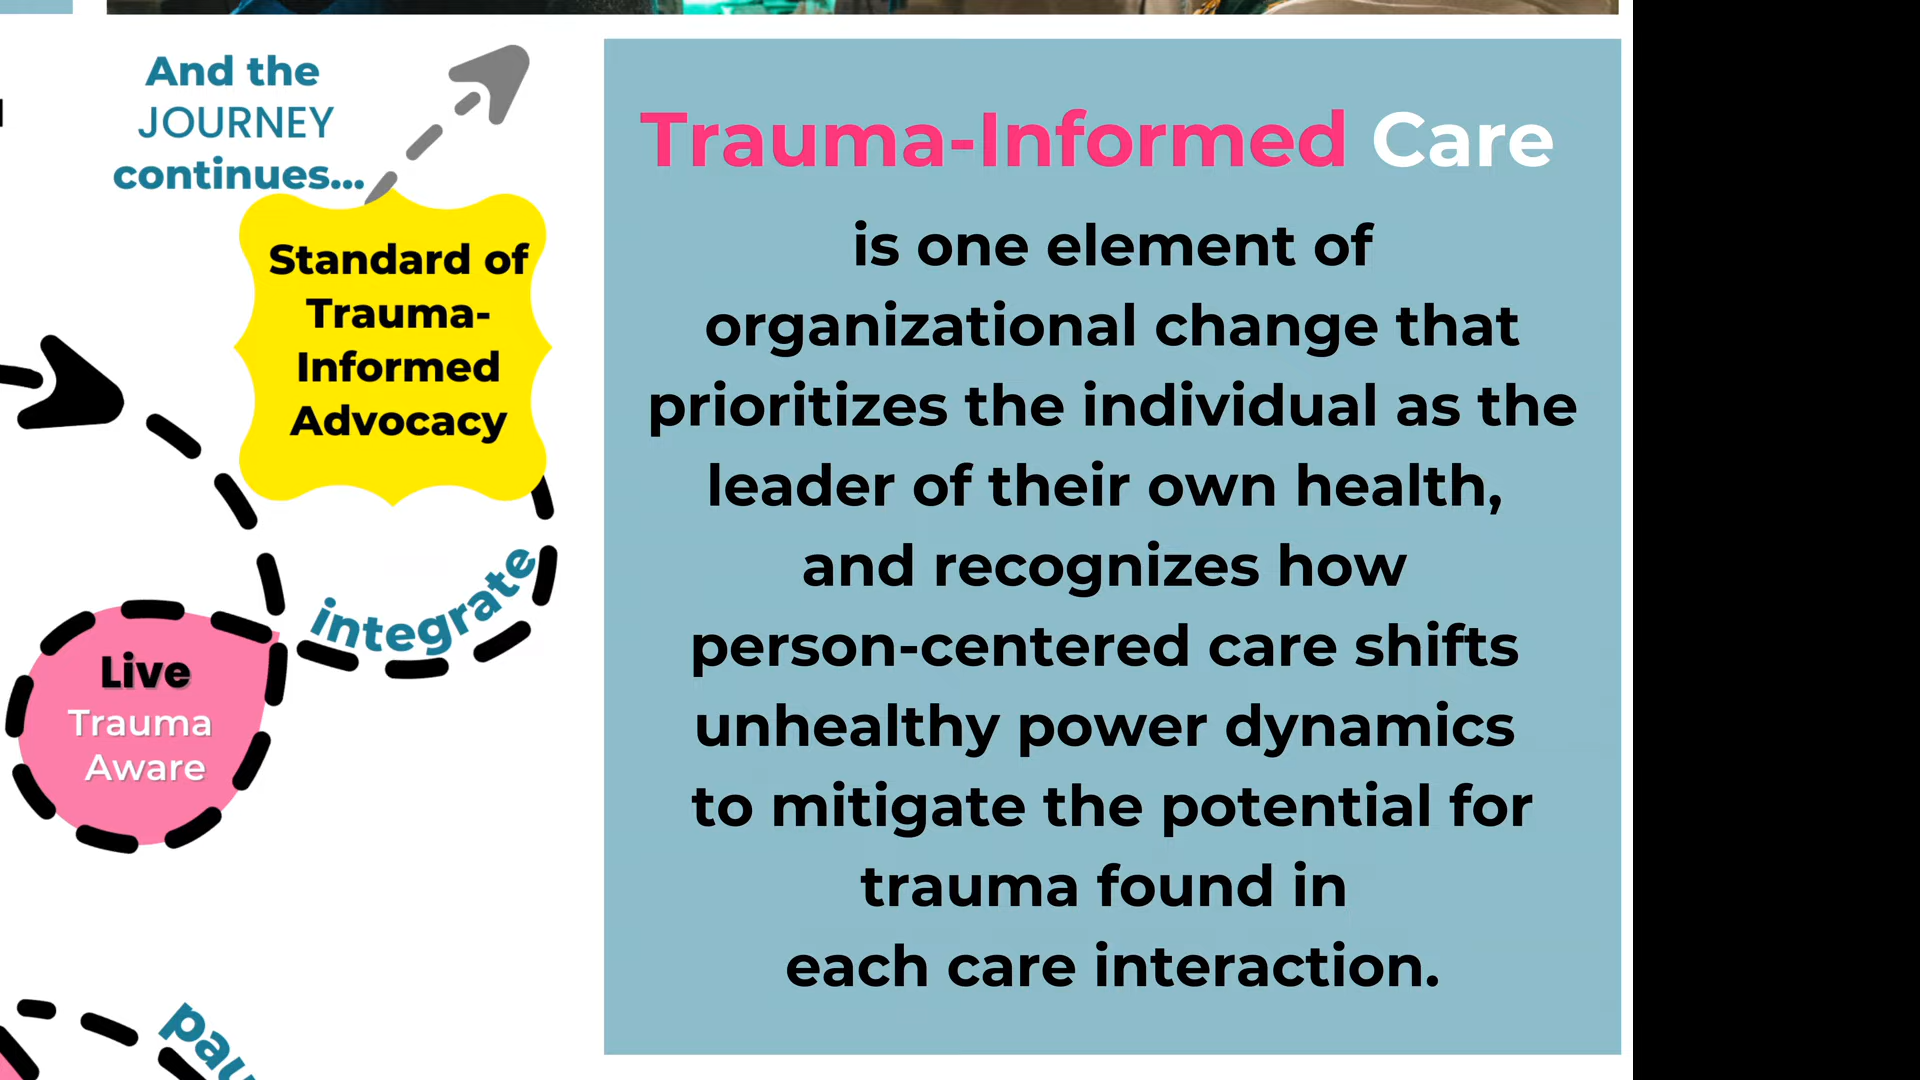 And the
JOURNEY
continues...
Standard of
Trauma-
Informed
Advocacy
integrate
Live
Trauma
Aware
Trauma-Informed Care
is one element of
organizational change that
prioritizes the individual as the
leader of their own health,
and recognizes how
person-centered care shifts
unhealthy power dynamics
to mitigate the potential for
trauma found in
each care interaction.